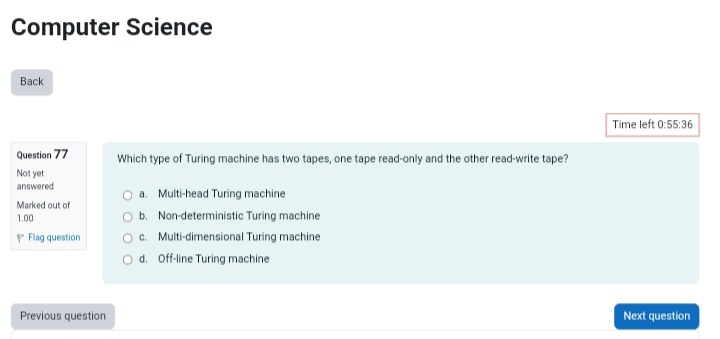 Computer Science
Back
Time left 0:55:36
Question 77
Not yet
answered
Marked out of
1.00
Flag question
Which type of Turing machine has two tapes, one tape read-only and the other read-write tape?
a. Multi-head Turing machine
b. Non-deterministic Turing machine
c. Multi-dimensional Turing machine
d. Off-line Turing machine
Previous question
Next question